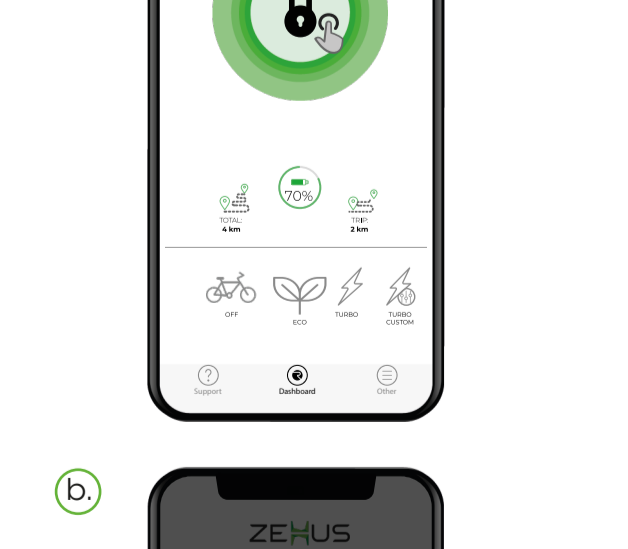 70%
TOTAL:
4 km
TRIP:
2 km
OFF
ECO
TURBO
TURBO
CUSTOM
?
Support
Dashboard
Other
b.
ZEHUS